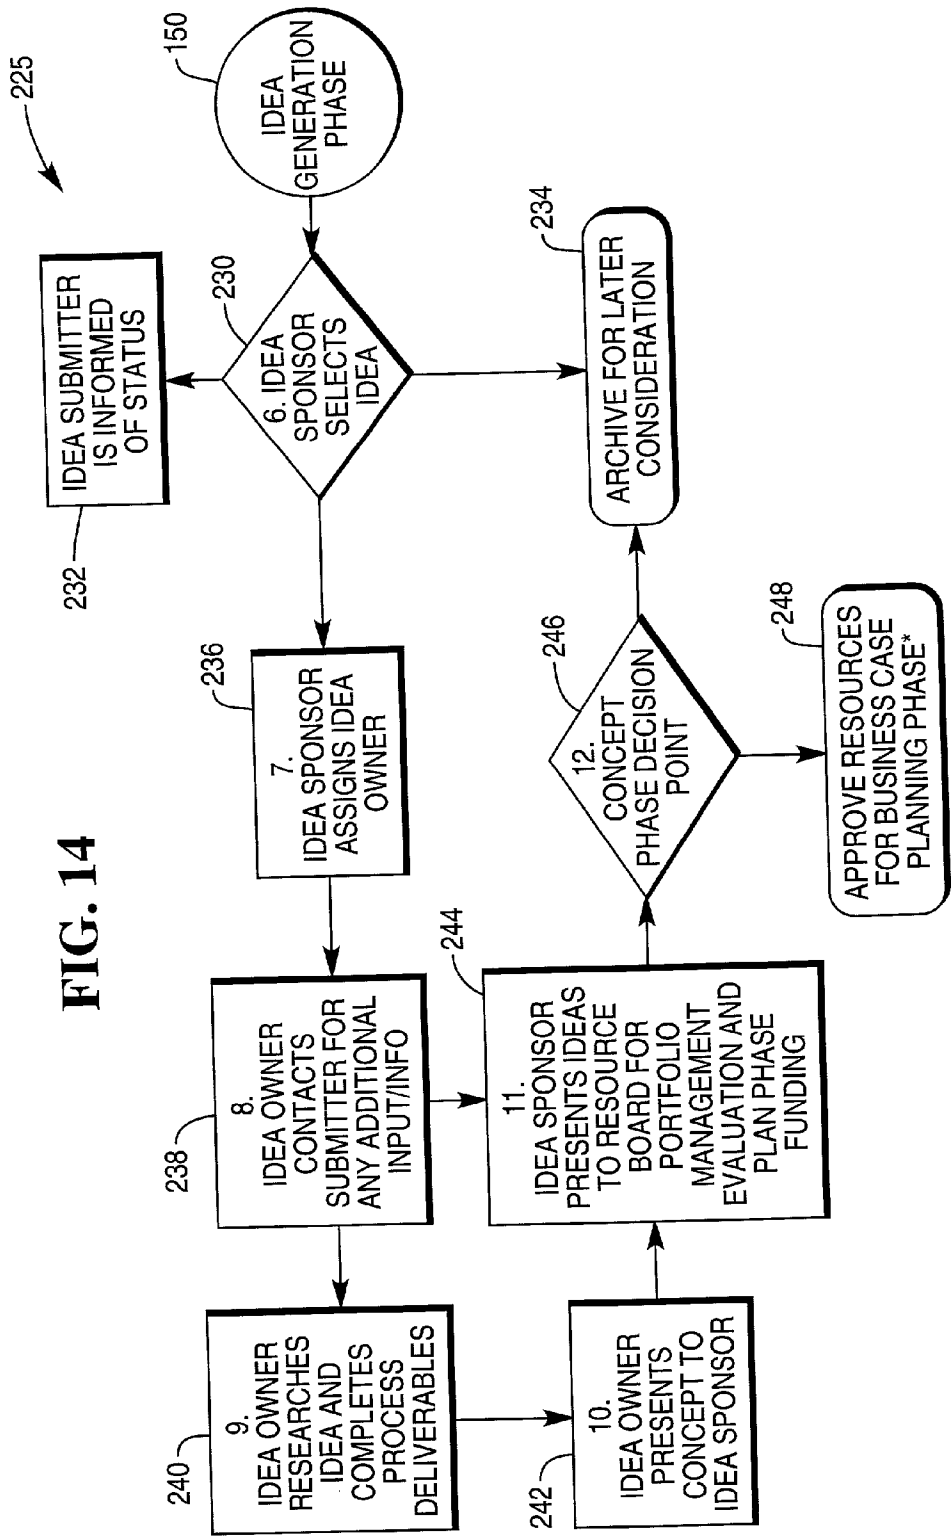 FIG. 14
225
150
IDEA
GENERATION
PHASE
230
6. IDEA
SPONSOR
SELECTS
IDEA
232
IDEA SUBMITTER
IS INFORMED
OF STATUS
234
ARCHIVE FOR LATER
CONSIDERATION
236
7.
IDEA SPONSOR
ASSIGNS IDEA
OWNER
238
8.
IDEA OWNER
CONTACTS
SUBMITTER FOR
ANY ADDITIONAL
INPUT/INFO
240
9.
IDEA OWNER
RESEARCHES
IDEA AND
COMPLETES
PROCESS
DELIVERABLES
242
10.
IDEA OWNER
PRESENTS
CONCEPT TO
IDEA SPONSOR
244
11.
IDEA SPONSOR
PRESENTS IDEAS
TO RESOURCE
BOARD FOR
PORTFOLIO
MANAGEMENT
EVALUATION AND
PLAN PHASE
FUNDING
246
12.
CONCEPT
PHASE DECISION
POINT
248
APPROVE RESOURCES
FOR BUSINESS CASE
PLANNING PHASE*